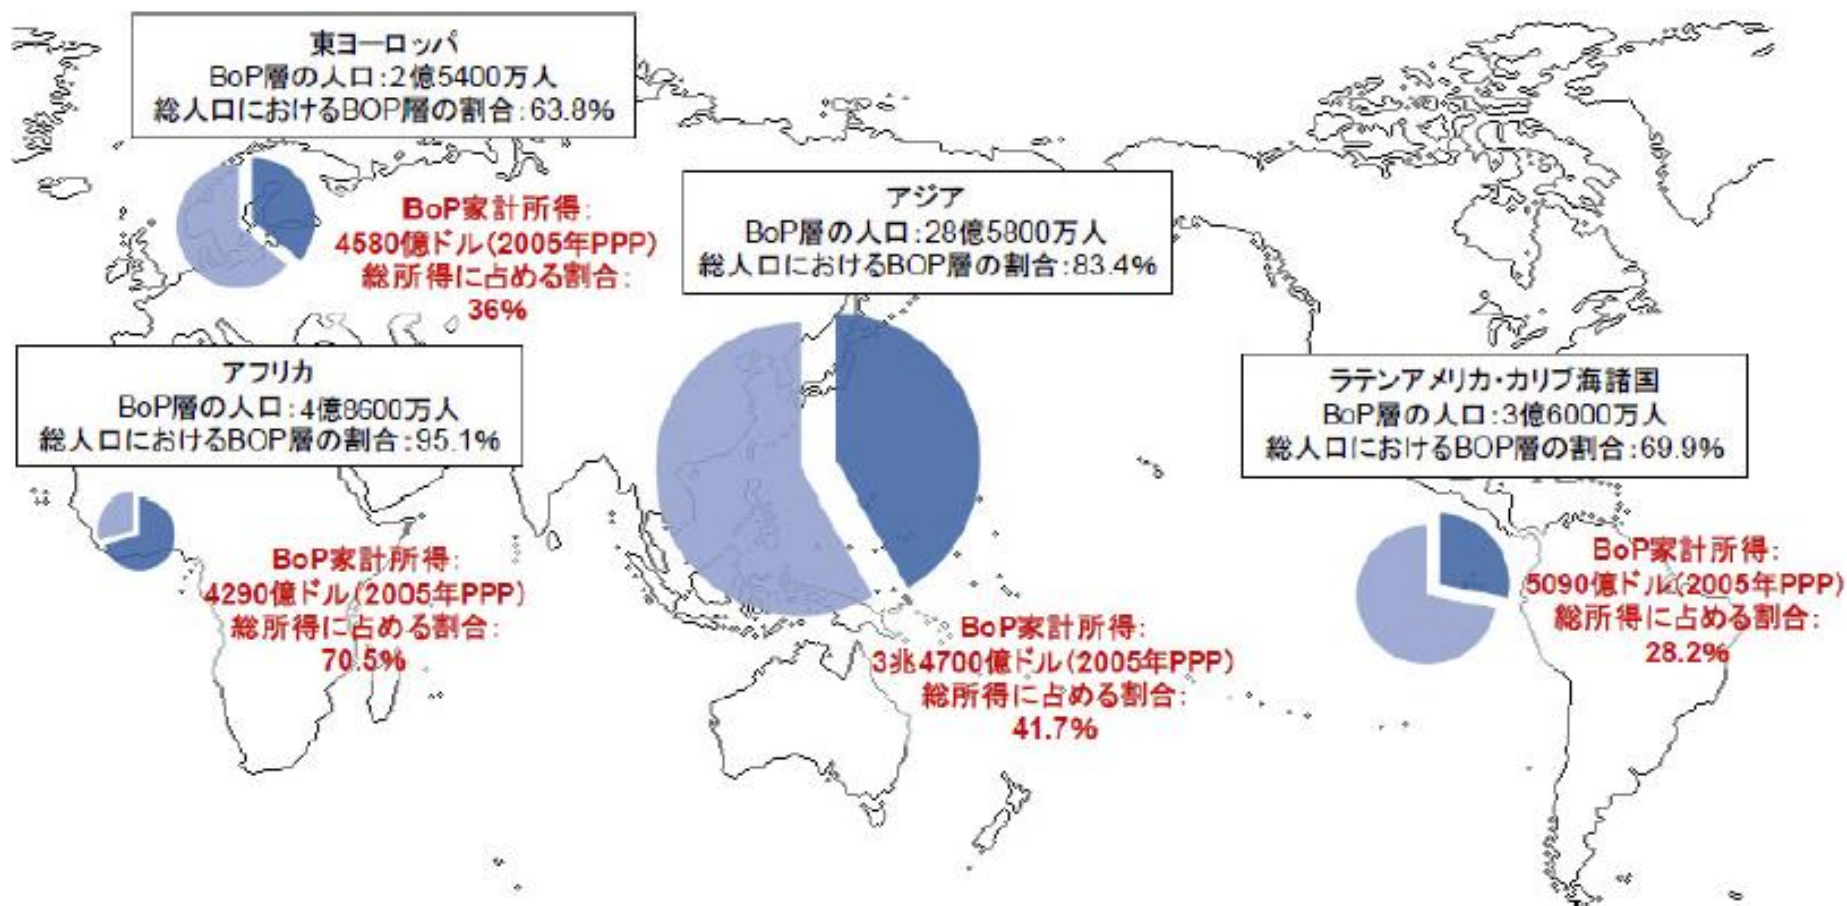 東ヨーロッパ
BoP層の人口:2億5400万人
総人口におけるBOP層の割合:63.8%
BoP家計所得:
4580億ドル(2005年PPP)
総所得に占める割合:
36%
アジア
BoP層の人口:28億5800万人
総人口におけるBOP層の割合:83.4%
BoP家計所得:
3兆4700億ドル(2005年PPP)
総所得に占める割合:
41.7%
アフリカ
BoP層の人口:4億8600万人
総人口におけるBOP層の割合:95.1%
BoP家計所得:
4290億ドル(2005年PPP)
総所得に占める割合:
70.5%
ラテンアメリカ・カリブ海諸国
BoP層の人口:3億6000万人
総人口におけるBOP層の割合:69.9%
BoP家計所得:
5090億ドル(2005年PPP)
総所得に占める割合:
28.2%